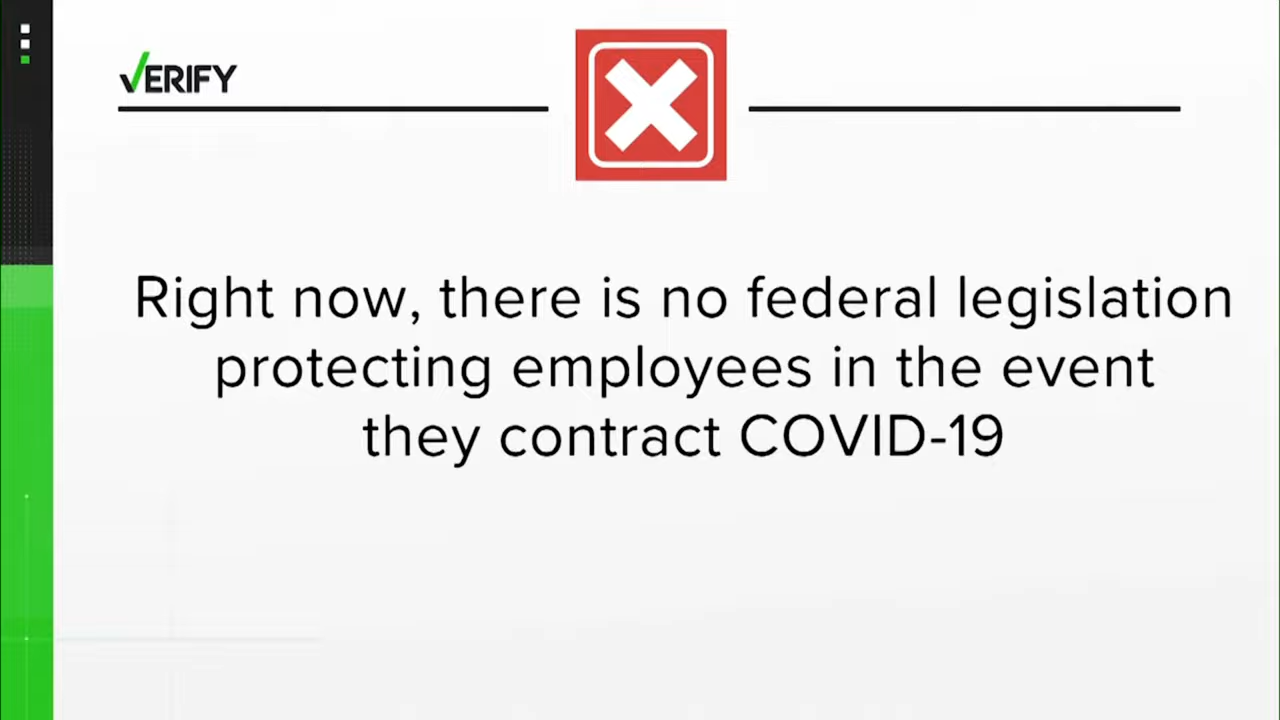 VERIFY
Right now, there is no federal legislation
protecting employees in the event
they contract COVID-19